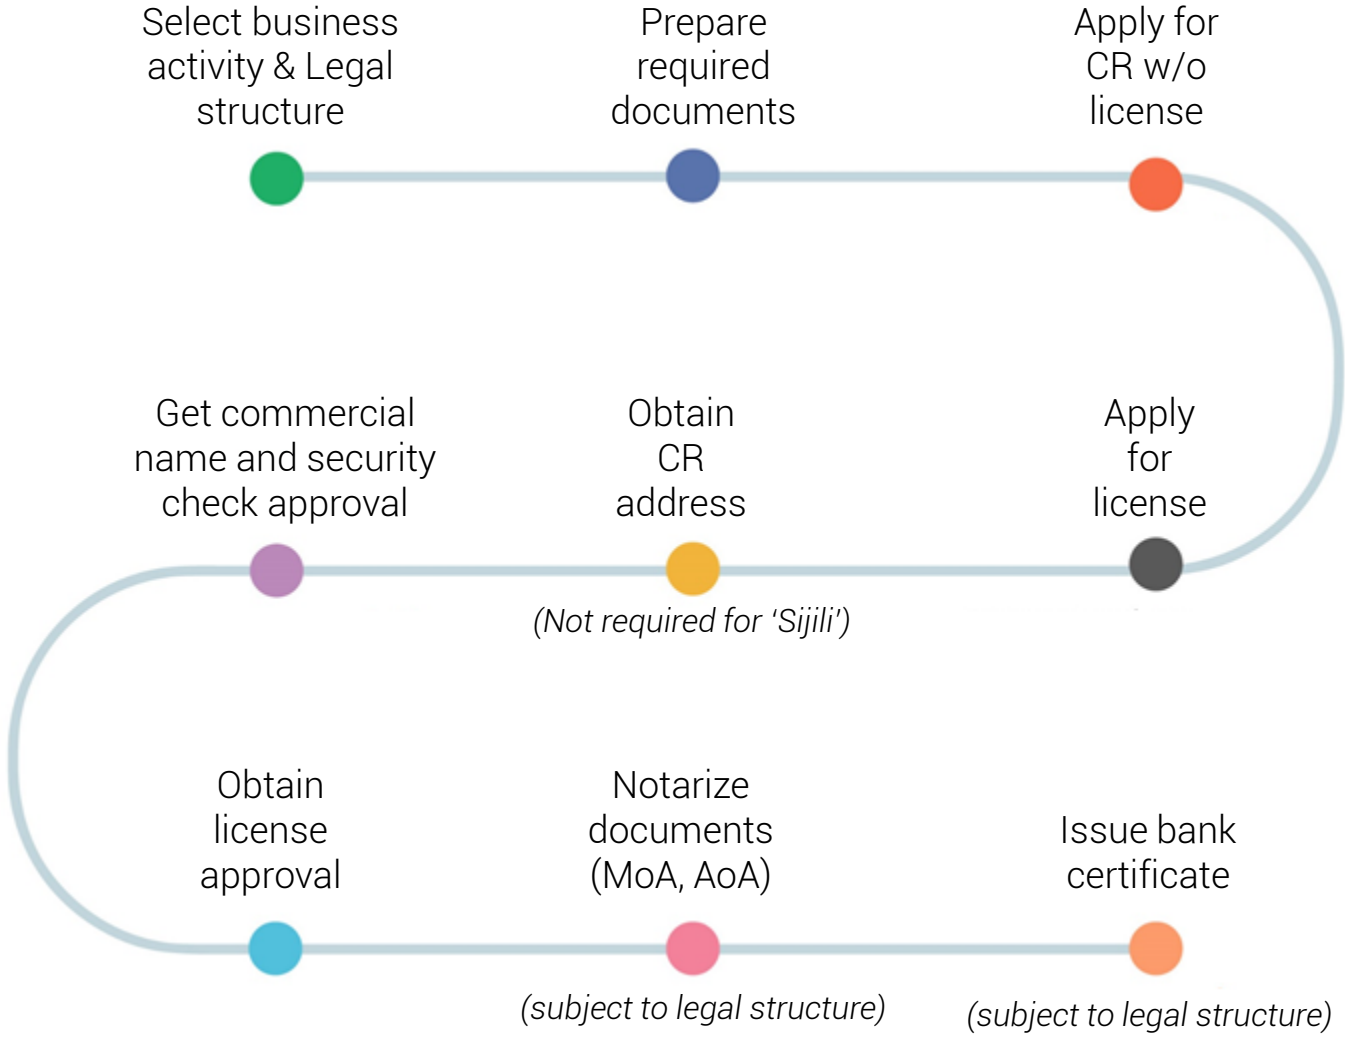 Select business
activity & Legal
structure
Prepare
required
documents
Apply for
CR w/o
license
Get commercial
name and security
check approval
Obtain
CR
address
(Not required for ‘Sijili’)
Apply
for
license
Obtain
license
approval
Notarize
documents
(MoA, AoA)
(subject to legal structure)
Issue bank
certificate
(subject to legal structure)